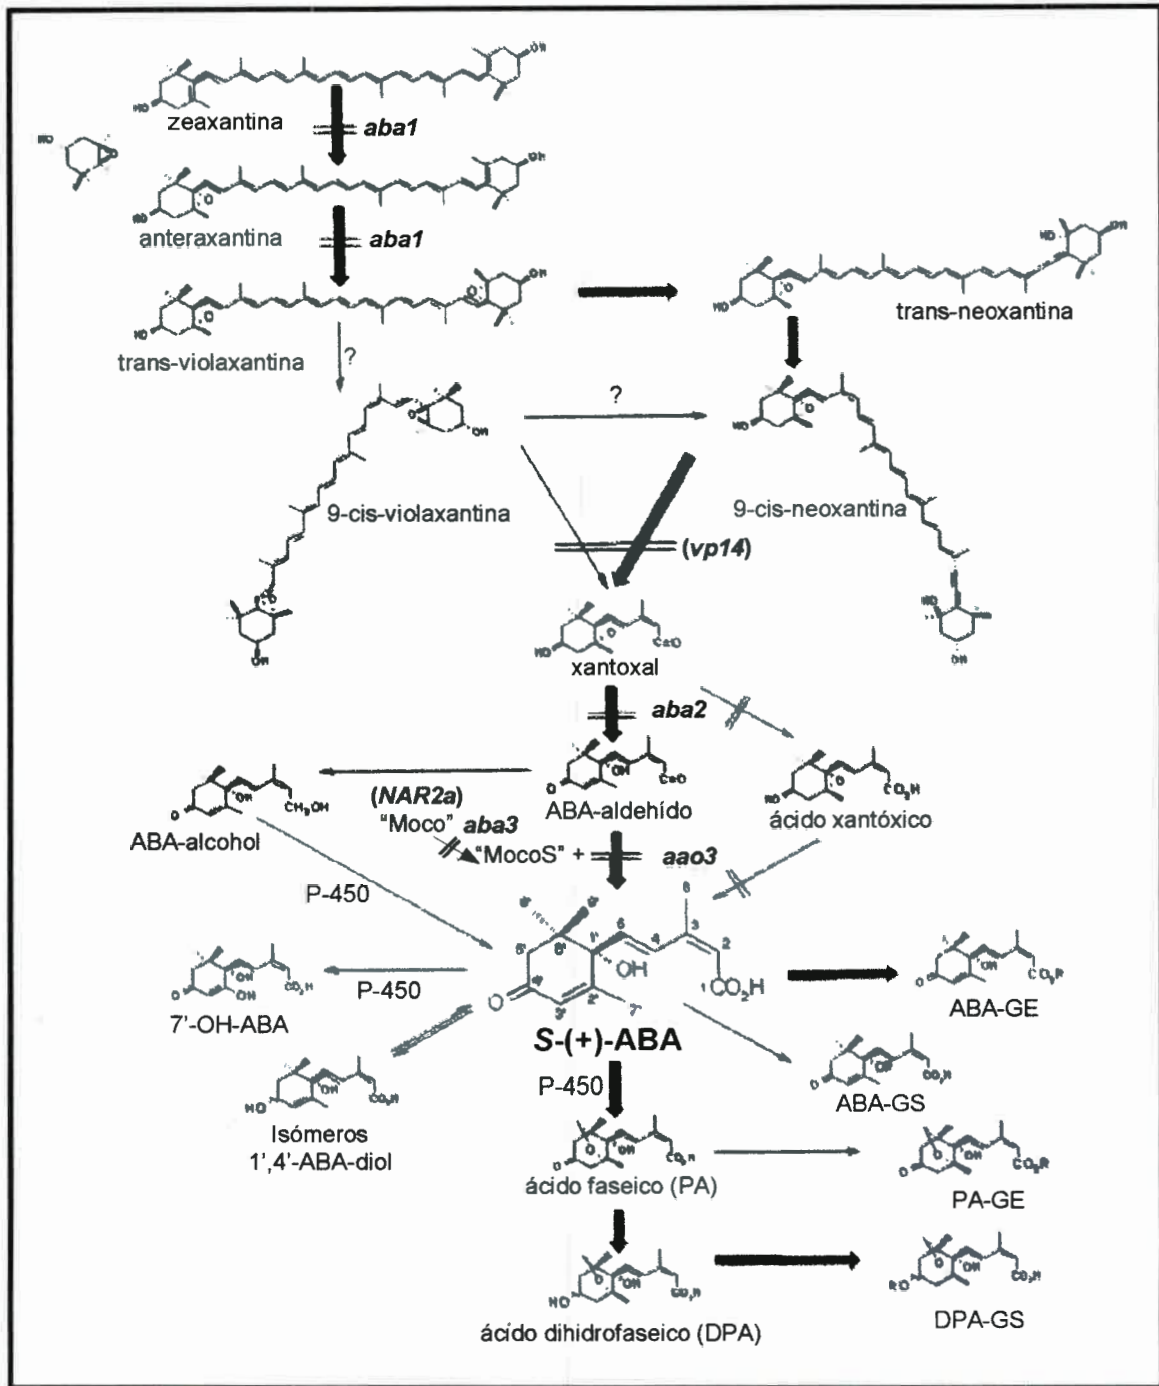 zeaxantina
aba1
anteraxantina
aba1
trans-violaxantina
trans-neoxantina
?
?
9-cis-violaxantina
9-cis-neoxantina
(vp14)
xantoxal
aba2
ABA-alcohol
(NAR2a)
"Moco" aba3
"MocoS" +
ABA-aldehído
aao3
ácido xantóxico
P-450
OH
CO₂H
O
S-(+)-ABA
P-450
7'-OH-ABA
ABA-GE
P-450
ABA-GS
Isómeros
1',4'-ABA-diol
ácido faseico (PA)
PA-GE
ácido dihidrofaseico (DPA)
DPA-GS